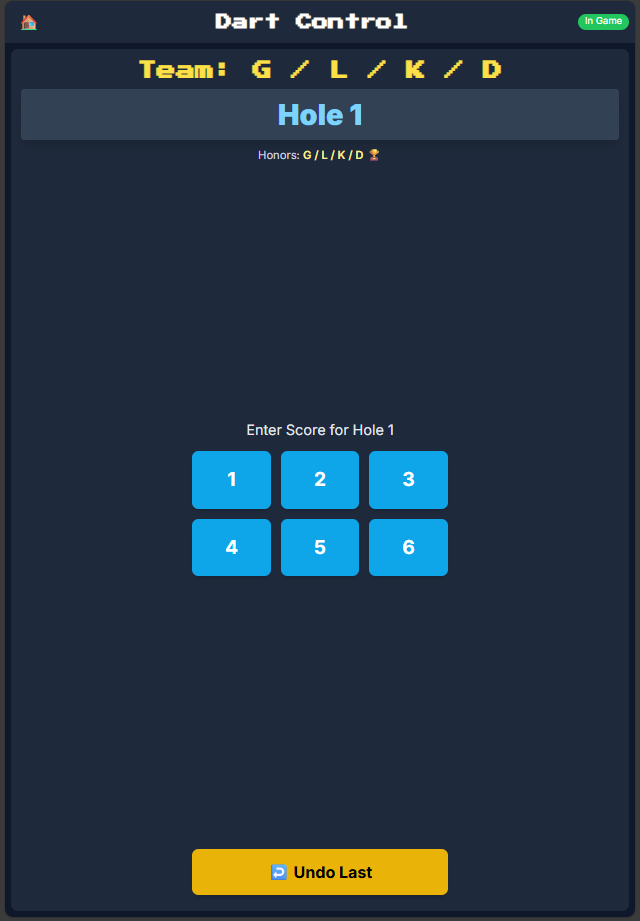 Dart Control
In Game
Team: G / L / K / D
Hole 1
Honors: G / L / K / D
Enter Score for Hole 1
1 2 3
4 5 6
Undo Last